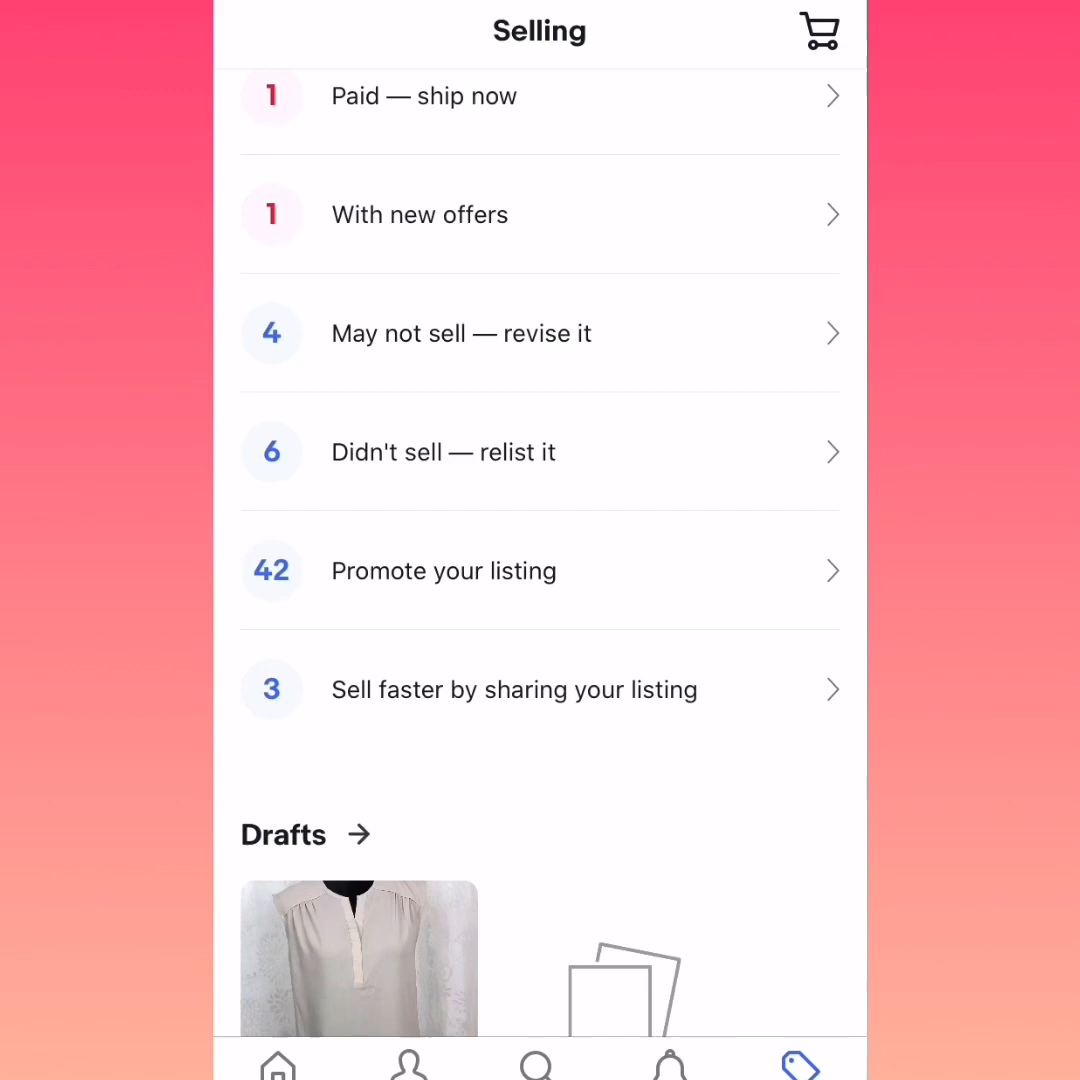 Selling
1 Paid — ship now
1 With new offers
4 May not sell — revise it
6 Didn't sell — relist it
42 Promote your listing
3 Sell faster by sharing your listing
Drafts